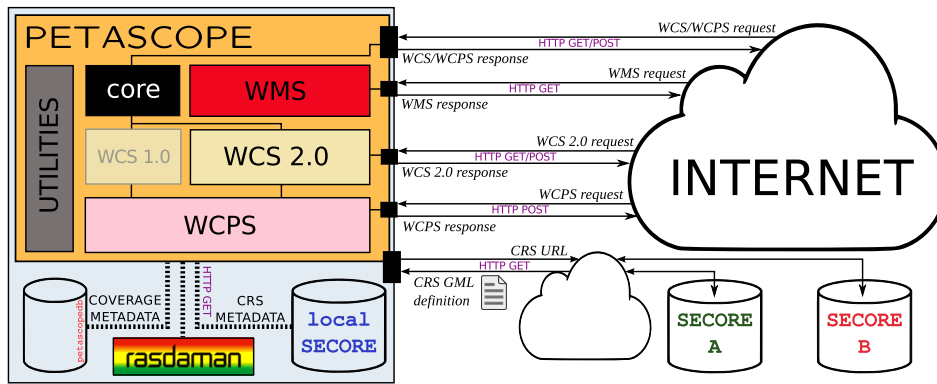 PETASCOPE
UTILITIES
core
WMS
WCS 1.0
WCS 2.0
WCPS
WCS/WCPS request
HTTP GET/POST
WCS/WCPS response
WMS request
HTTP GET
WMS response
WCS 2.0 request
HTTP GET/POST
WCS 2.0 response
WCPS request
HTTP POST
WCPS response
INTERNET
CRS URL
HTTP GET
CRS GML
definition
petascopedb
COVERAGE
METADATA
HTTP GET
CRS
METADATA
local
SECORE
rasdaman
SECORE
A
SECORE
B